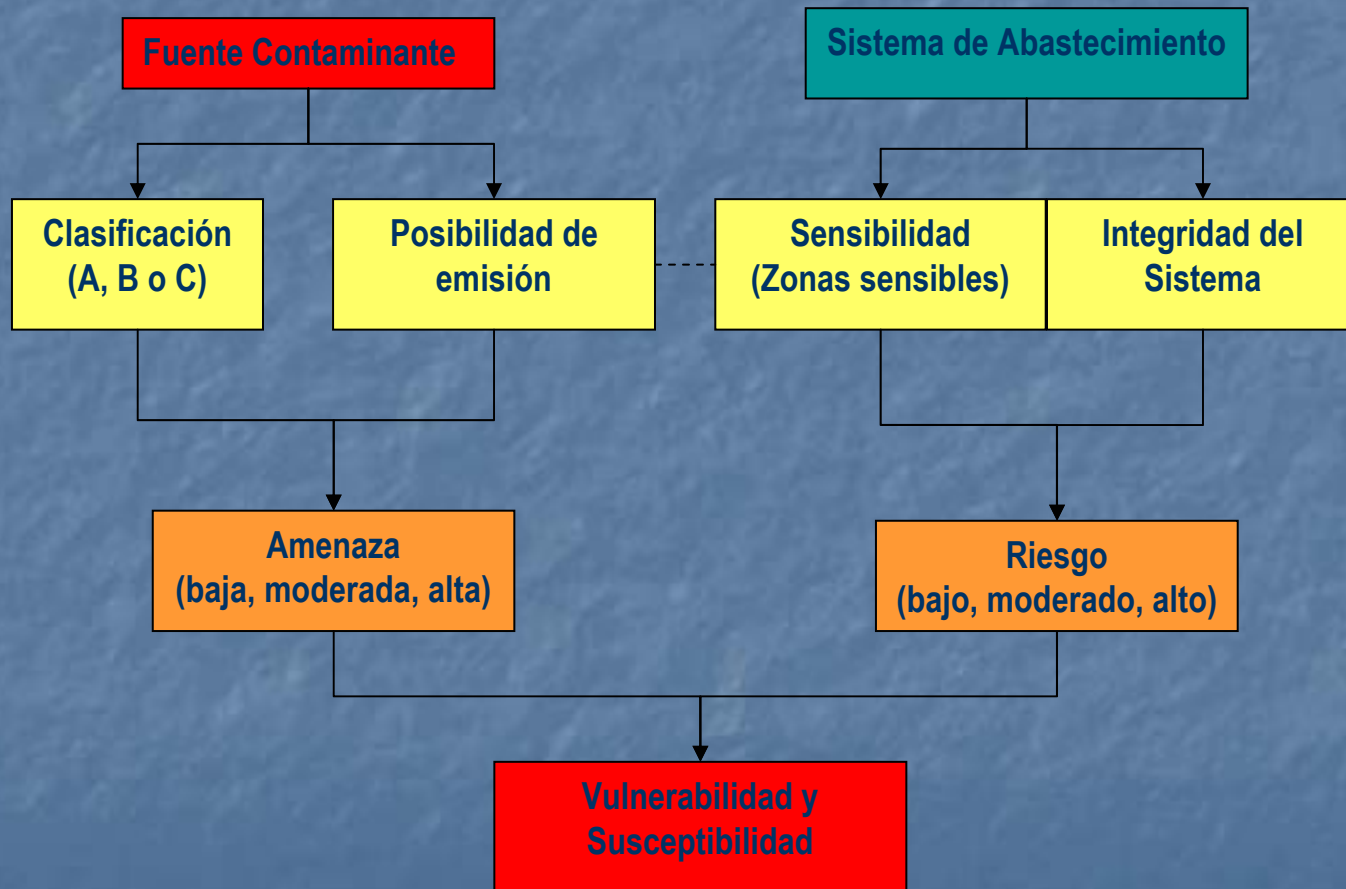 Fuente Contaminante
Sistema de Abastecimiento
Clasificación
(A, B o C)
Posibilidad de
emisión
Sensibilidad
(Zonas sensibles)
Integridad del
Sistema
Amenaza
(baja, moderada, alta)
Riesgo
(bajo, moderado, alto)
Vulnerabilidad y
Susceptibilidad